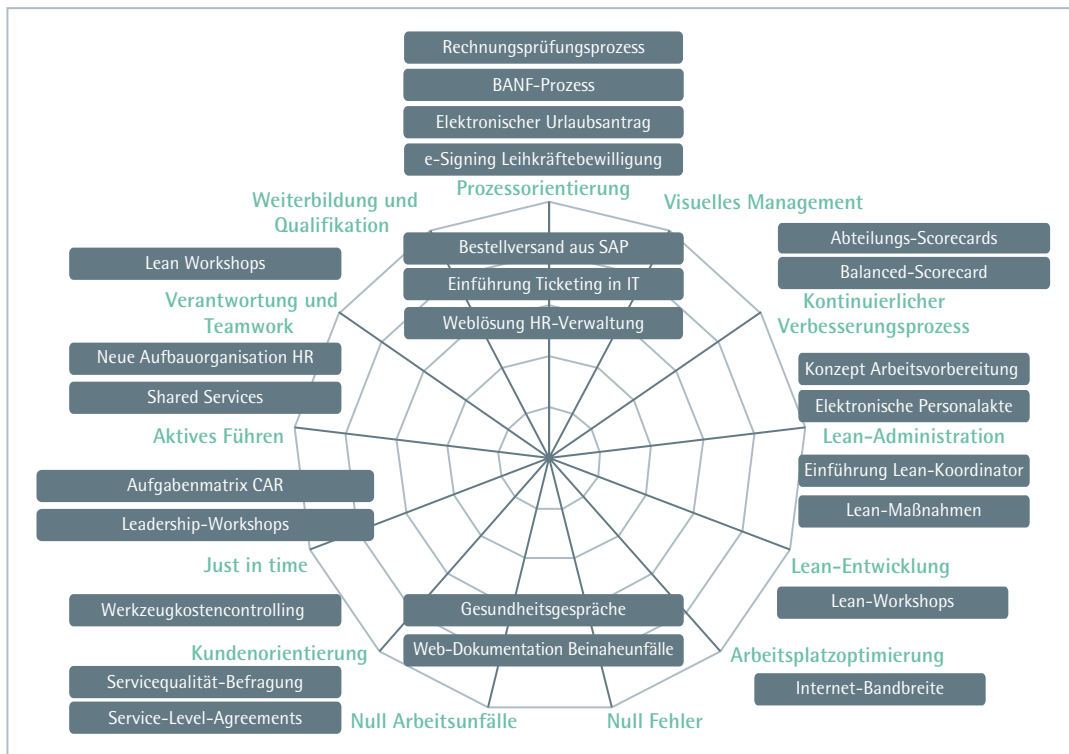 Rechnungsprüfungsprozess
BANF-Prozess
Elektronischer Urlaubsantrag
e-Signing Leihkräftebewilligung
Prozessorientierung
Weiterbildung und
Qualifikation
Visuelles Management
Bestellversand aus SAP
Einführung Ticketing in IT
Weblösung HR-Verwaltung
Abteilungs-Scorecards
Balanced-Scorecard
Lean Workshops
Verantwortung und
Teamwork
Kontinuierlicher
Verbesserungsprozess
Neue Aufbauorganisation HR
Shared Services
Konzept Arbeitsvorbereitung
Elektronische Personalakte
Aktives Führen
Lean-Administration
Aufgabenmatrix CAR
Leadership-Workshops
Einführung Lean-Koordinator
Lean-Maßnahmen
Just in time
Lean-Entwicklung
Werkzeugkostencontrolling
Gesundheitsgespräche
Web-Dokumentation Beinaheunfälle
Lean-Workshops
Kundenorientierung
Arbeitsplatzoptimierung
Servicequalität-Befragung
Service-Level-Agreements
Internet-Bandbreite
Null Arbeitsunfälle
Null Fehler